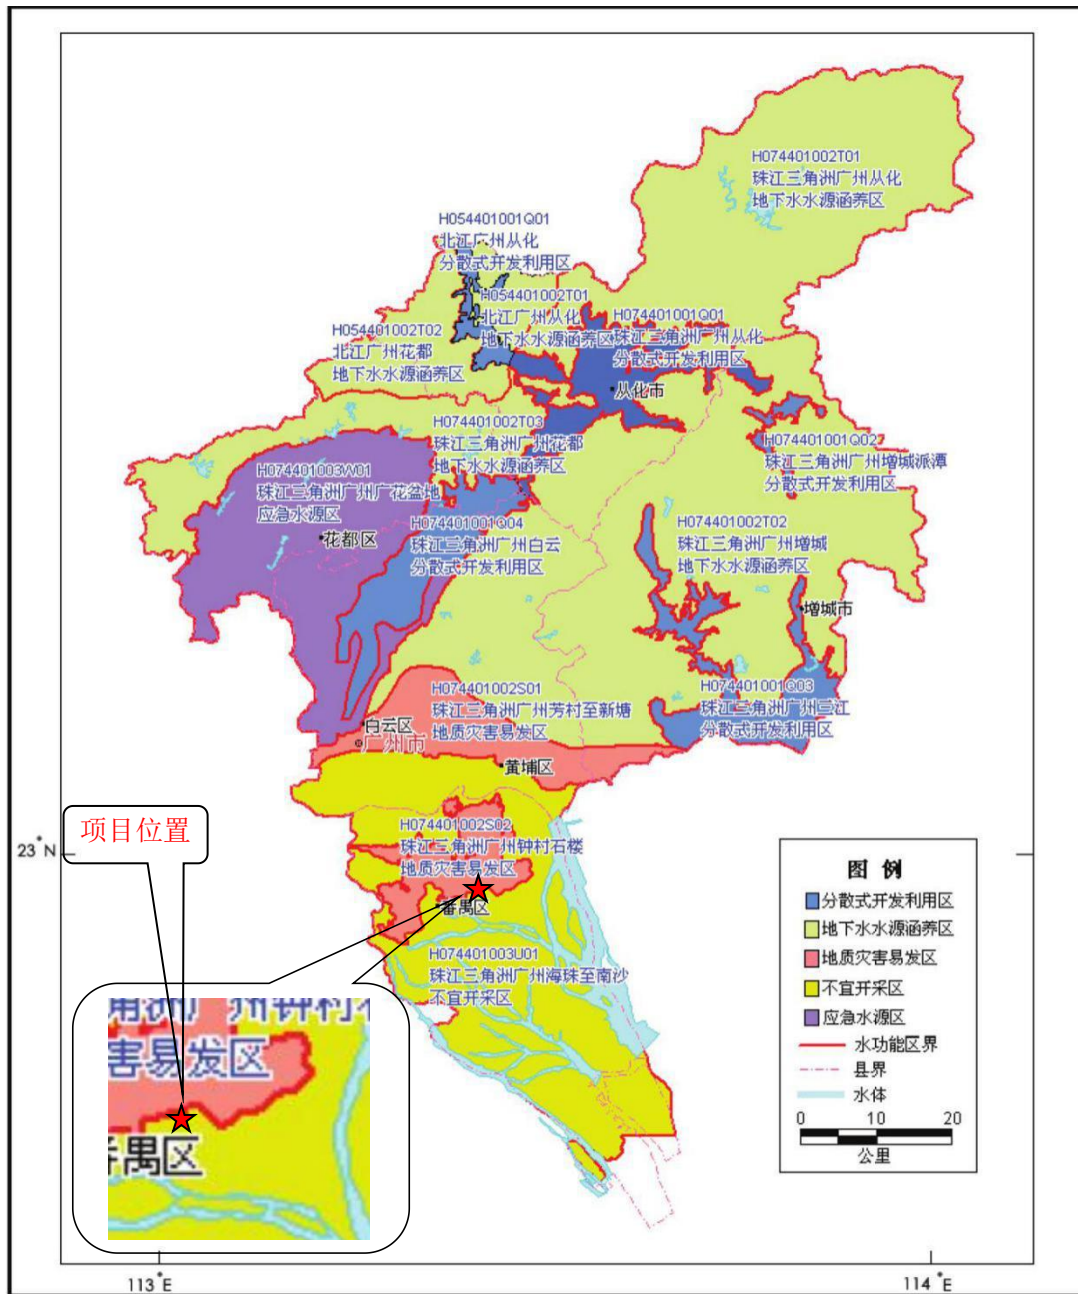 H074401002T01
珠江三角洲广州从化
地下水水源涵养区
H054401001Q01
北江广州从化
分散式开发利用区
H054401002T01
北江广州从化
地下水水源涵养区
H074401001Q01
珠江三角洲广州从化
分散式开发利用区
H054401002T02
北江广州花都
地下水水源涵养区
从化市
H074401002T03
珠江三角洲广州花都
地下水水源涵养区
H074401001Q02
珠江三角洲广州增城派潭
分散式开发利用区
H074401003W01
珠江三角洲广州广花盆地
应急水源区
花都区
H074401001Q04
珠江三角洲广州白云
分散式开发利用区
H074401002T02
珠江三角洲广州增城
地下水水源涵养区
增城市
H074401002S01
珠江三角洲广州芳村至新塘
地质灾害易发区
H074401001Q03
珠江三角洲广州三江
分散式开发利用区
白云区
广州市
黄埔区
项目位置
23°N
H074401002S02
珠江三角洲广州钟村石楼
地质灾害易发区
番禺区
H074401003U01
珠江三角洲广州海珠至南沙
不宜开采区
角洲广州钟村石
害易发区
番禺区
图例
分散式开发利用区
地下水水源涵养区
地质灾害易发区
不宜开采区
应急水源区
水功能区界
县界
水体
0 10 20
公里
113°E
114°E